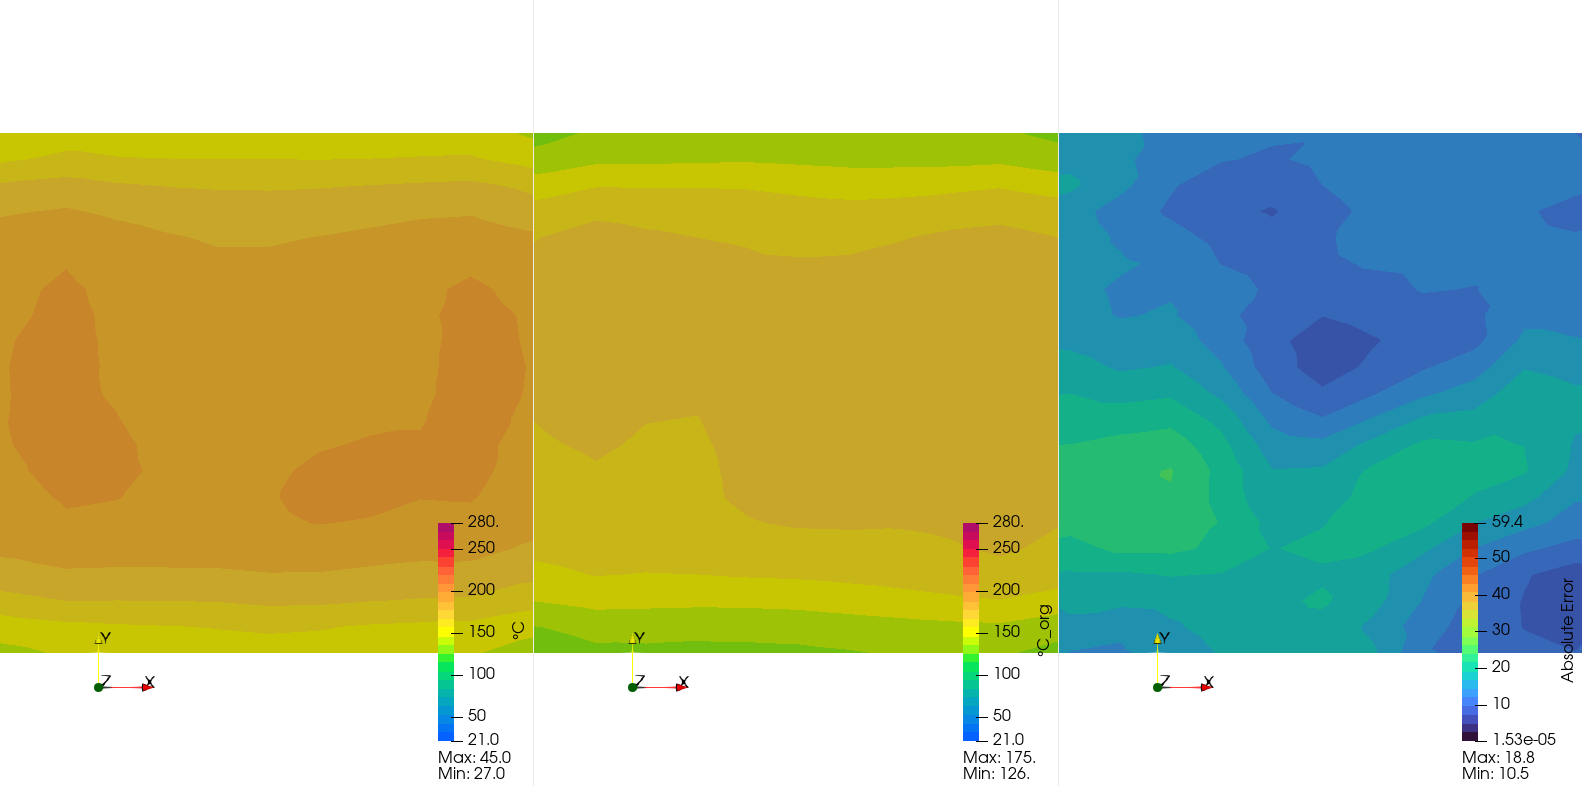 280.
250
200
150
100
50
21.0
°C
Max: 45.0
Min: 27.0
Y
Z
X
280.
250
200
150
100
50
21.0
°C_org
Max: 175.
Min: 126.
Y
Z
X
59.4
50
40
30
20
10
1.53e-05
Absolute Error
Max: 18.8
Min: 10.5
Y
Z
X